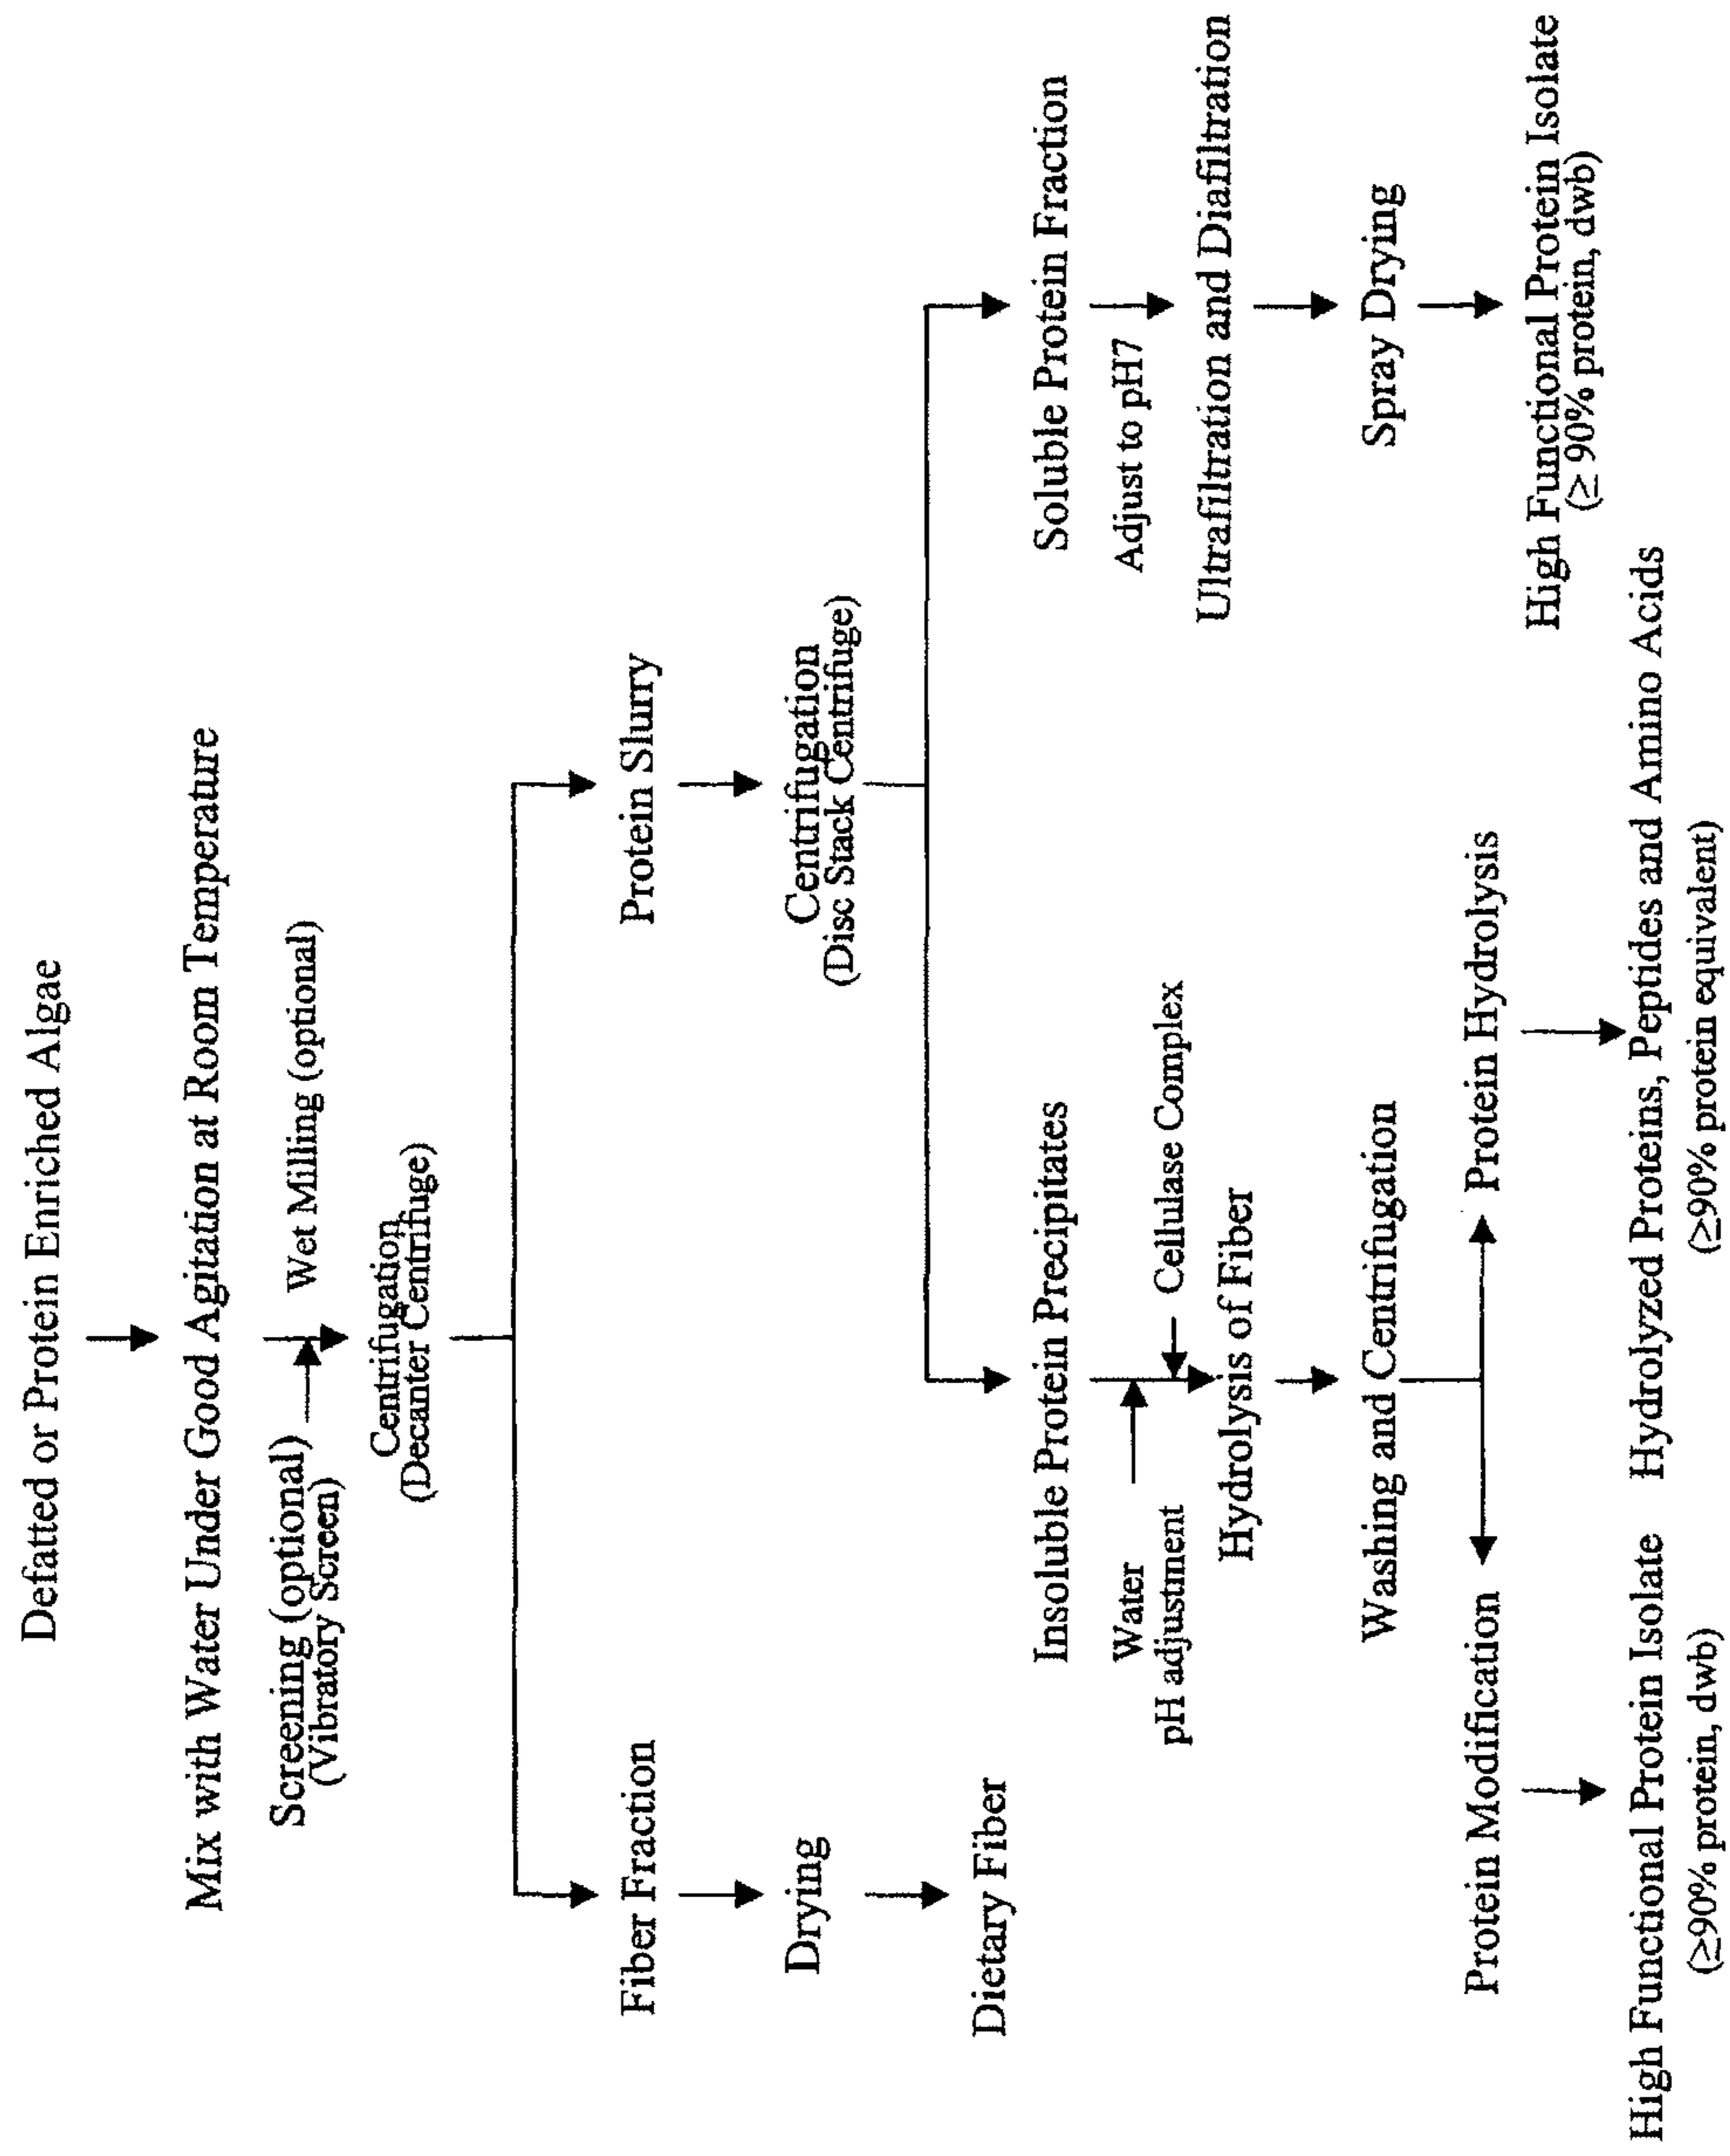 Defatted or Protein Enriched Algae
Mix with Water Under Good Agitation at Room Temperature
Screening (optional)
(Vibratory Screen)
Wet Milling (optional)
Centrifugation
(Decanter Centrifuge)
Fiber Fraction
Protein Slurry
Drying
Centrifugation
(Disc Stack Centrifuge)
Dietary Fiber
Insoluble Protein Precipitates
Soluble Protein Fraction
Water
pH adjustment
Cellulase Complex
Adjust to pH7
Hydrolysis of Fiber
Ultrafiltration and Diafiltration
Washing and Centrifugation
Spray Drying
Protein Modification
Protein Hydrolysis
High Functional Protein Isolate
(≥ 90% protein, dwb)
High Functional Protein Isolate
(≥90% protein, dwb)
Hydrolyzed Proteins, Peptides and Amino Acids
(≥90% protein equivalent)